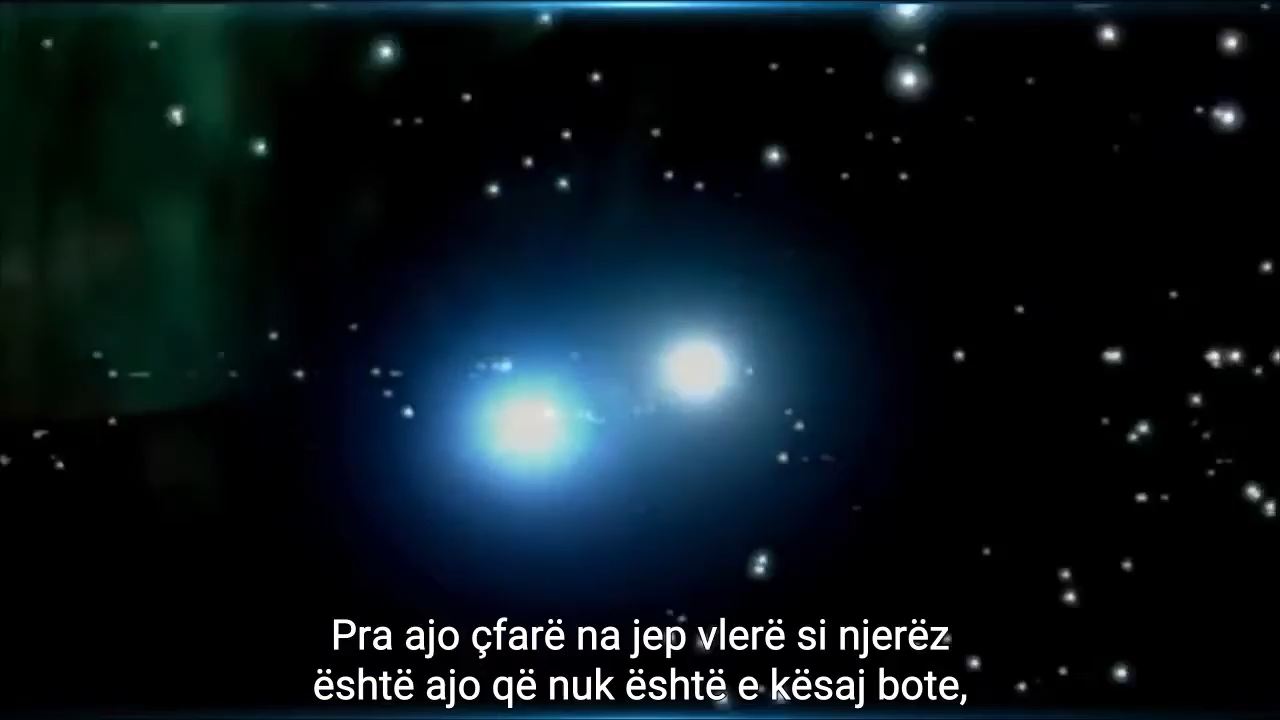 Pra ajo çfarë na jep vlerë si njerëz
është ajo që nuk është e kësaj bote,